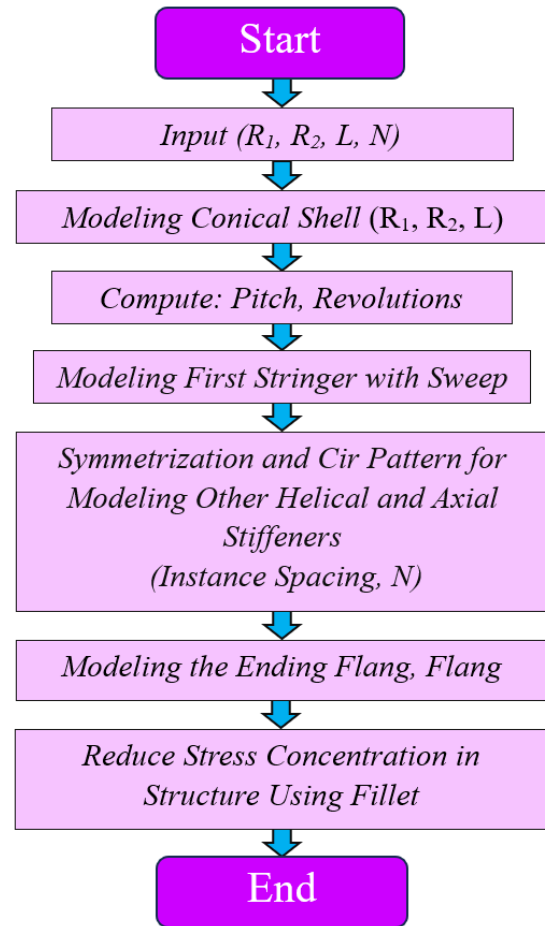 Start
Input (R₁, R₂, L, N)
Modeling Conical Shell (R₁, R₂, L)
Compute: Pitch, Revolutions
Modeling First Stringer with Sweep
Symmetrization and Cir Pattern for
Modeling Other Helical and Axial
Stiffeners
(Instance Spacing, N)
Modeling the Ending Flang, Flang
Reduce Stress Concentration in
Structure Using Fillet
End